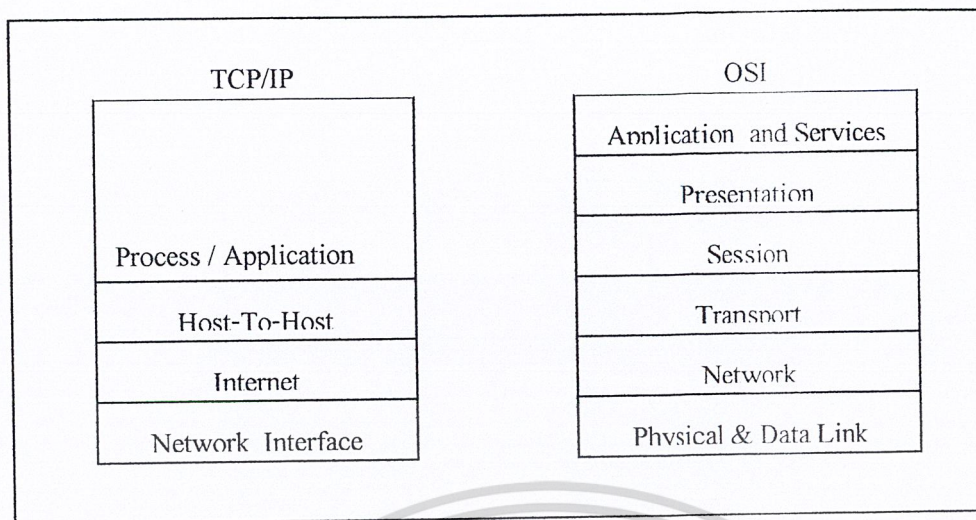 TCP/IP
Process / Application
Host-To-Host
Internet
Network Interface
OSI
Application and Services
Presentation
Session
Transport
Network
Physical & Data Link